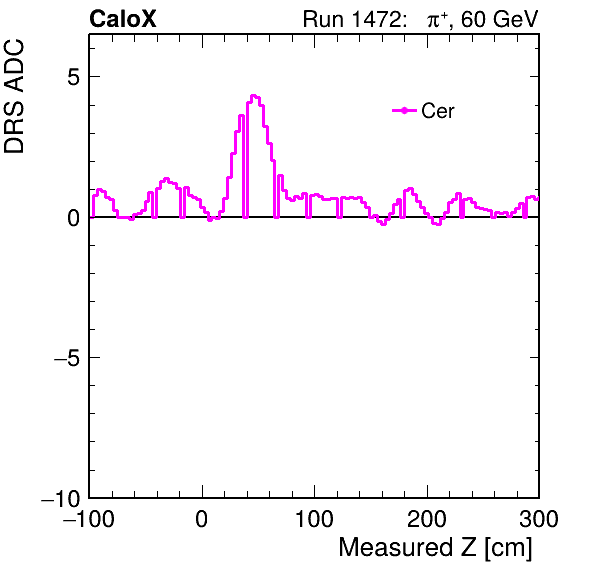 CaloX Run 1472: π⁺, 60 GeV
DRS ADC
5
Cer
0
−5
−10
−100 0 100 200 300
Measured Z [cm]